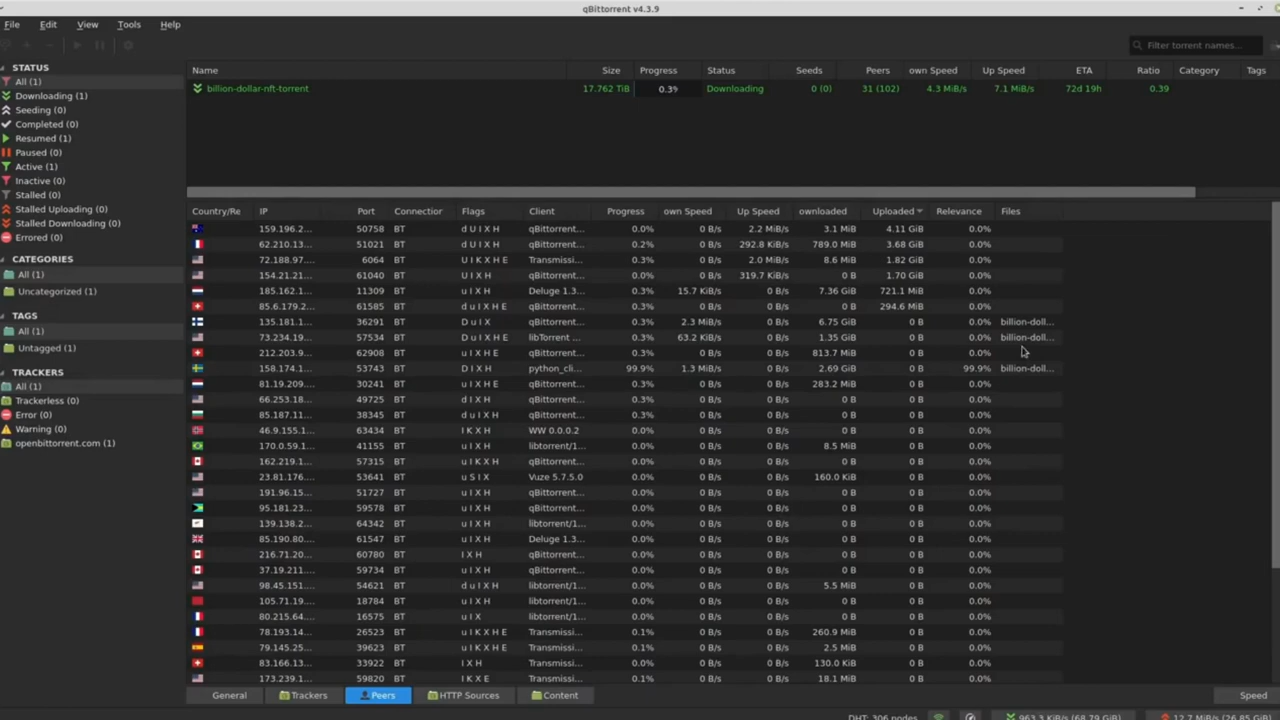 qBittorrent v4.3.9
File Edit View Tools Help
Filter torrent names...
STATUS
All (1)
Downloading (1)
Seeding (0)
Completed (0)
Resumed (1)
Paused (0)
Active (1)
Inactive (0)
Stalled (0)
Stalled Uploading (0)
Stalled Downloading (0)
Errored (0)
CATEGORIES
All (1)
Uncategorized (1)
TAGS
All (1)
Untagged (1)
TRACKERS
All (1)
Trackerless (0)
Error (0)
Warning (0)
openbittorrent.com (1)
Name Size Progress Status Seeds Peers own Speed Up Speed ETA Ratio Category Tags
billion-dollar-nft-torrent 17.762 TiB 0.3% Downloading 0 (0) 31 (102) 4.3 MiB/s 7.1 MiB/s 72d 19h 0.39
Country/Re IP Port Connection Flags Client Progress own Speed Up Speed ownloaded Uploaded Relevance Files
159.196.2... 50758 BT d U I X H qBittorrent... 0.0% 0 B/s 2.2 MiB/s 3.1 MiB 4.11 GiB 0.0%
62.210.13... 51021 BT d U I X H qBittorrent... 0.2% 0 B/s 292.8 KiB/s 789.0 MiB 3.68 GiB 0.0%
72.188.97... 6064 BT U I K X H E Transmissi... 0.3% 0 B/s 2.0 MiB/s 8.6 MiB 1.82 GiB 0.0%
154.21.21... 61040 BT U I X H qBittorrent... 0.0% 0 B/s 319.7 KiB/s 0 B 1.70 GiB 0.0%
185.162.1... 11309 BT u I X H Deluge 1.3... 0.3% 15.7 KiB/s 0 B/s 7.36 GiB 721.1 MiB 0.0%
85.6.179.2... 61585 BT d u I X H E qBittorrent... 0.0% 0 B/s 0 B/s 0 B 294.6 MiB 0.0%
135.181.1... 36291 BT D u I X qBittorrent... 0.3% 2.3 MiB/s 0 B/s 6.75 GiB 0 B 0.0% billion-doll...
73.234.19... 57534 BT D u I X H E libTorrent ... 0.3% 63.2 KiB/s 0 B/s 1.35 GiB 0 B 0.0% billion-doll...
212.203.9... 62908 BT u I X H E qBittorrent... 0.3% 0 B/s 0 B/s 813.7 MiB 0 B 0.0%
158.174.1... 53743 BT D I X H python_cli... 99.9% 1.3 MiB/s 0 B/s 2.69 GiB 0 B 99.9% billion-doll...
81.19.209.... 30241 BT u I X H E qBittorrent... 0.3% 0 B/s 0 B/s 283.2 MiB 0 B 0.0%
66.253.18... 49725 BT d I X H qBittorrent... 0.3% 0 B/s 0 B/s 0 B 0 B 0.0%
85.187.11... 38345 BT d u I X H qBittorrent... 0.3% 0 B/s 0 B/s 0 B 0 B 0.0%
46.9.155.1... 63434 BT I K X H WW 0.0.0.2 0.0% 0 B/s 0 B/s 0 B 0 B 0.0%
170.0.59.1... 41155 BT u I X H libtorrent/1... 0.0% 0 B/s 0 B/s 8.5 MiB 0 B 0.0%
162.219.1... 57315 BT u I K X H qBittorrent... 0.0% 0 B/s 0 B/s 0 B 0 B 0.0%
23.81.176.... 53641 BT u S I X Vuze 5.7.5.0 0.0% 0 B/s 0 B/s 160.0 KiB 0 B 0.0%
191.96.15... 51727 BT u I X H qBittorrent... 0.0% 0 B/s 0 B/s 0 B 0 B 0.0%
95.181.23... 59578 BT u I X H qBittorrent... 0.0% 0 B/s 0 B/s 0 B 0 B 0.0%
139.138.2... 64342 BT u I X H libtorrent/1... 0.0% 0 B/s 0 B/s 0 B 0 B 0.0%
85.190.80.... 61547 BT u I X H Deluge 1.3... 0.0% 0 B/s 0 B/s 0 B 0 B 0.0%
216.71.20... 60780 BT I X H qBittorrent... 0.0% 0 B/s 0 B/s 0 B 0 B 0.0%
37.19.211.... 59734 BT u I X H qBittorrent... 0.0% 0 B/s 0 B/s 0 B 0 B 0.0%
98.45.151.... 54621 BT d u I X H libtorrent/1... 0.0% 0 B/s 0 B/s 5.5 MiB 0 B 0.0%
105.71.19... 18784 BT u I X H libtorrent/1... 0.0% 0 B/s 0 B/s 0 B 0 B 0.0%
80.215.64.... 16575 BT u I X libtorrent/1... 0.0% 0 B/s 0 B/s 0 B 0 B 0.0%
78.193.14... 26523 BT u I K X H E Transmissi... 0.1% 0 B/s 0 B/s 260.9 MiB 0 B 0.0%
79.145.25... 39623 BT u I K X H E Transmissi... 0.1% 0 B/s 0 B/s 2.5 MiB 0 B 0.0%
83.166.13... 33922 BT I X H Transmissi... 0.0% 0 B/s 0 B/s 130.0 KiB 0 B 0.0%
173.239.1... 59820 BT I K X E Transmissi... 0.1% 0 B/s 0 B/s 18.1 MiB 0 B 0.0%
General Trackers Peers HTTP Sources Content Speed
DHT: 306 nodes 963.3 KiB/s (68.79 GiB) 12.7 MiB/s (26.85 GiB)